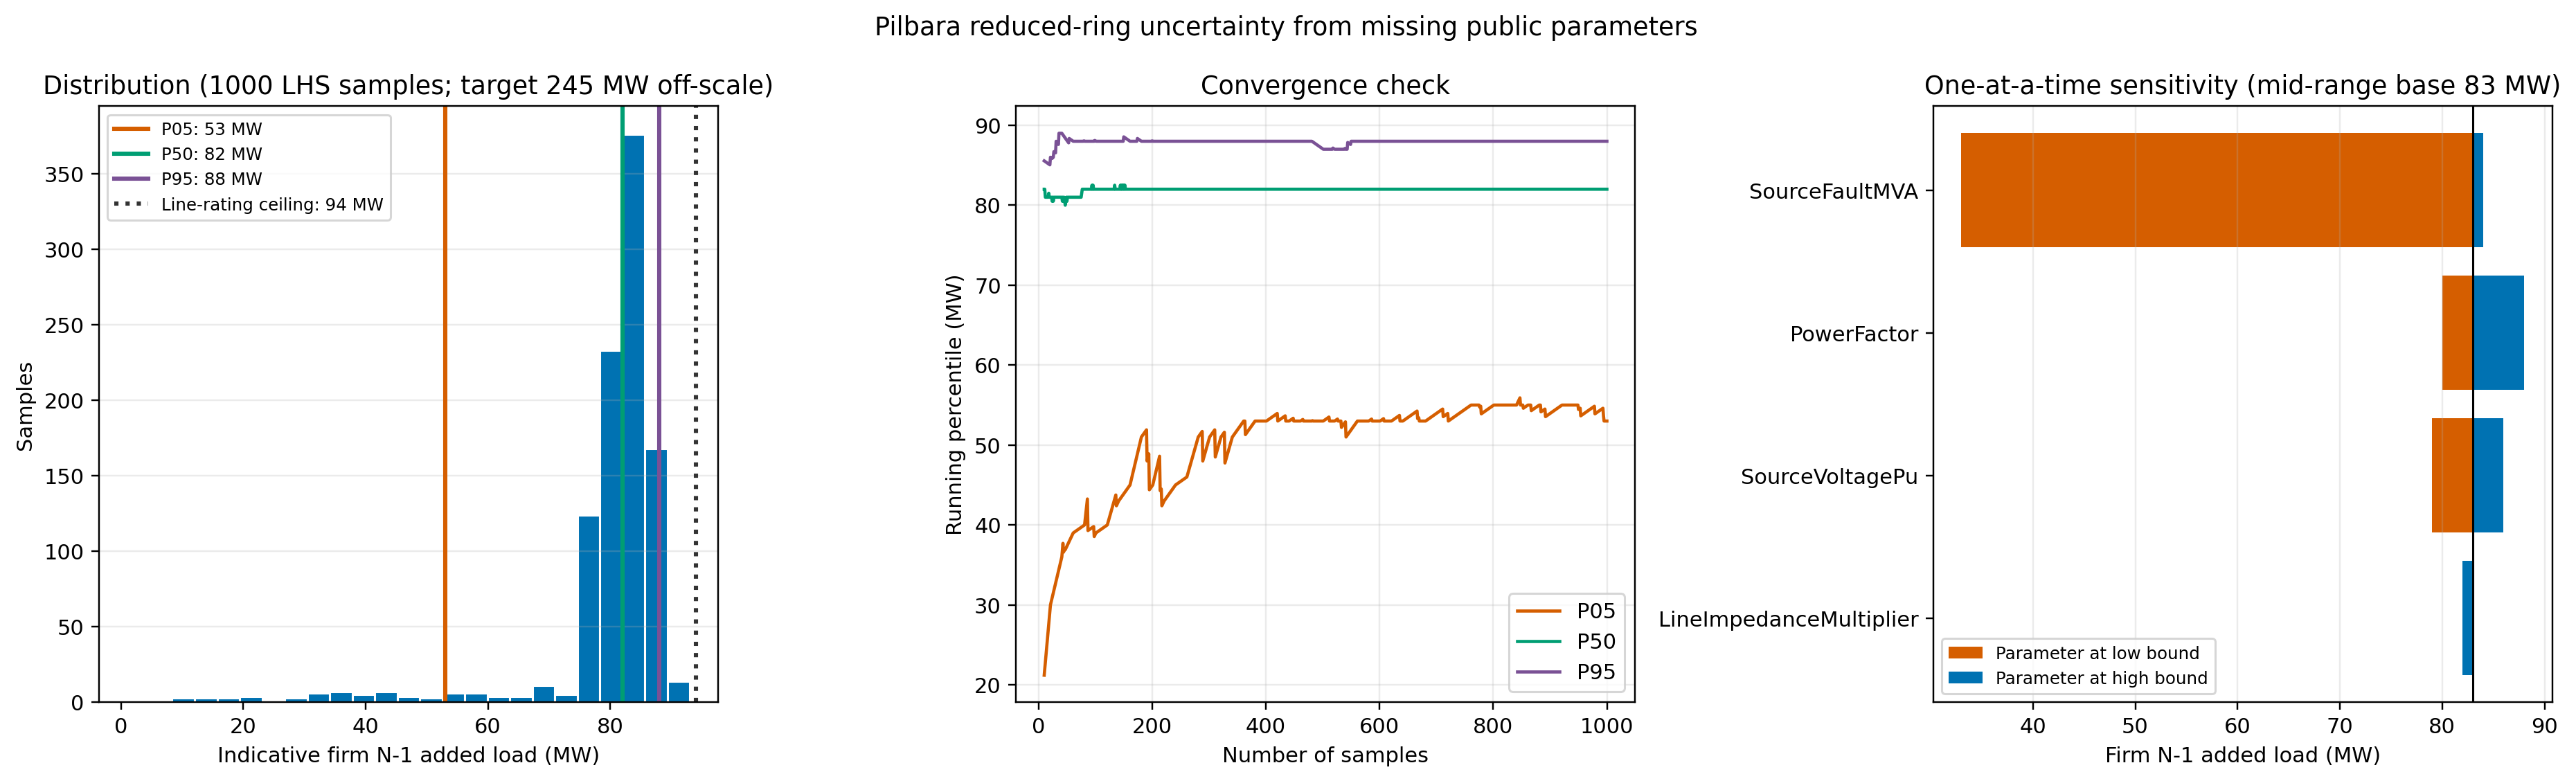 Pilbara reduced-ring uncertainty from missing public parameters
Distribution (1000 LHS samples; target 245 MW off-scale)
P05: 53 MW
P50: 82 MW
P95: 88 MW
Line-rating ceiling: 94 MW
350
300
250
200
150
100
50
0
Samples
0 20 40 60 80
Indicative firm N-1 added load (MW)
Convergence check
90
80
70
60
50
40
30
20
Running percentile (MW)
P05
P50
P95
0 200 400 600 800 1000
Number of samples
One-at-a-time sensitivity (mid-range base 83 MW)
SourceFaultMVA
PowerFactor
SourceVoltagePu
LineImpedanceMultiplier
Parameter at low bound
Parameter at high bound
40 50 60 70 80 90
Firm N-1 added load (MW)